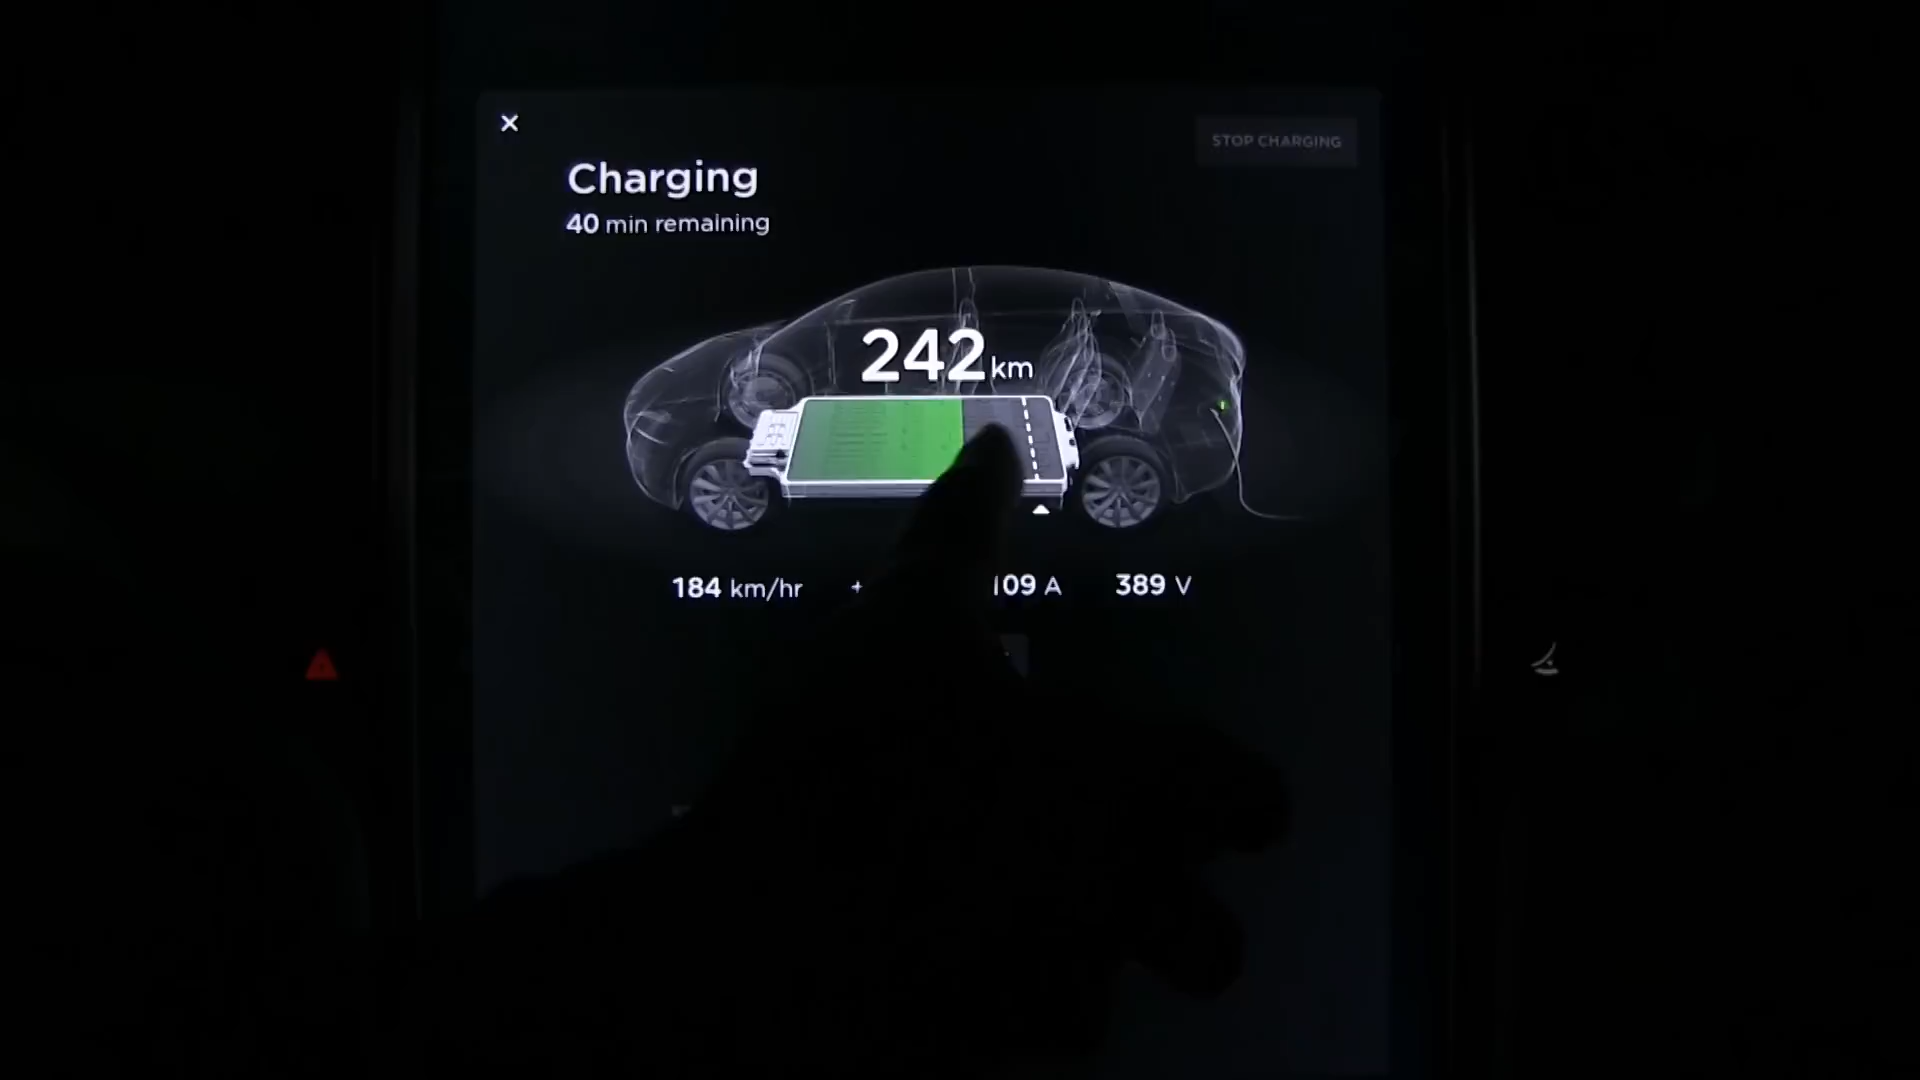 STOP CHARGING
Charging
40 min remaining
242 km
184 km/hr + 109 A 389 V